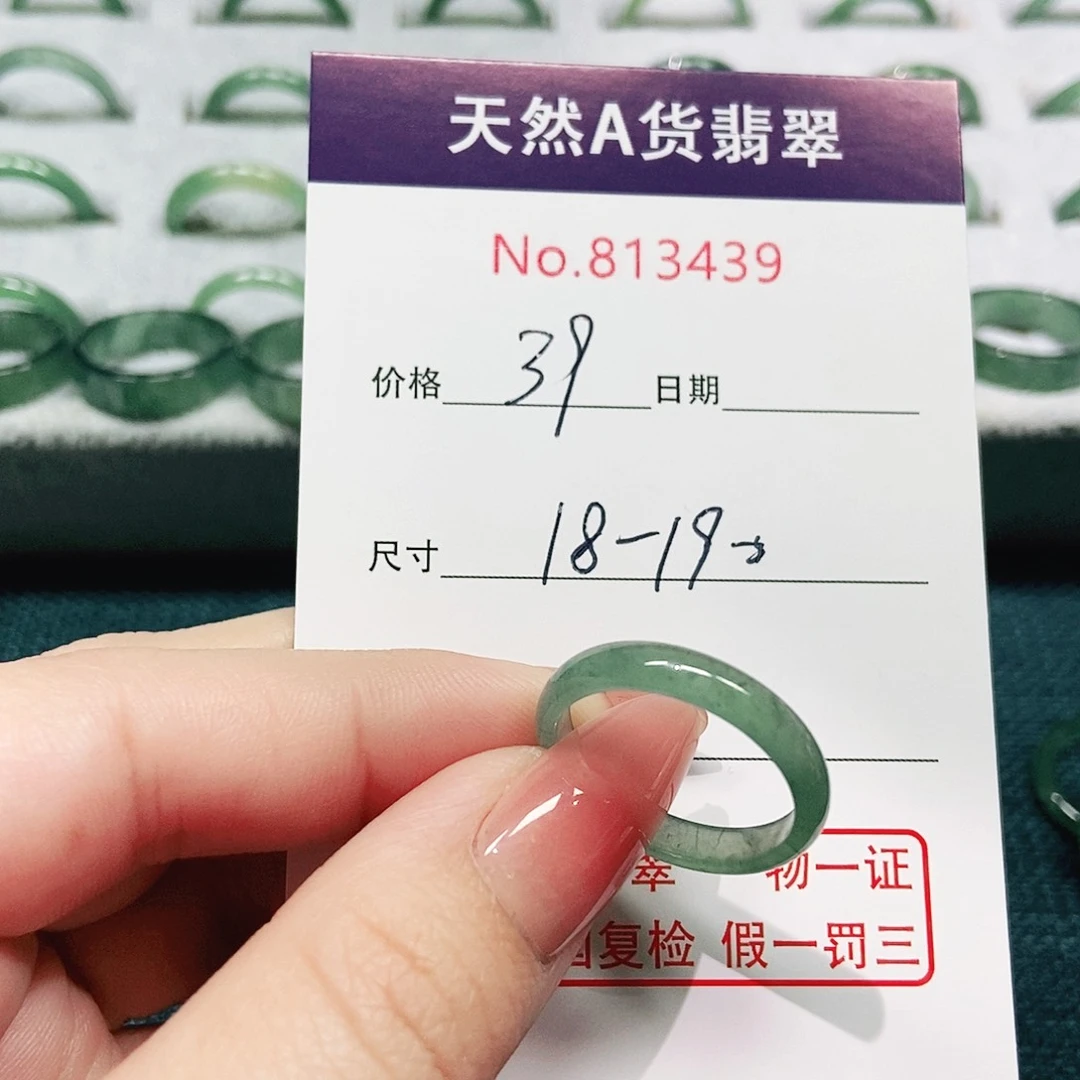 天然A货翡翠
No.813439
价格 39 日期
尺寸 18-19
翠 物一证
复检 假一罚三